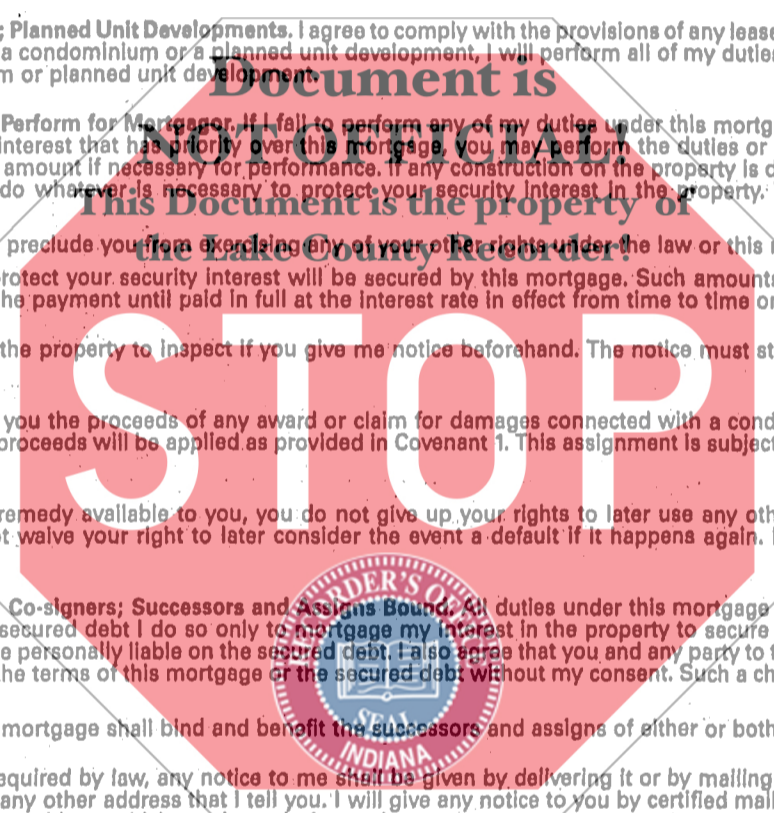 ; Planned Unit Developments. I agree to comply with the provisions of any lease
a condominium or a planned unit development, I will perform all of my duties
m or planned unit development.
Document is
Perform for Mortgagor. If I fail to perform any of my duties under this mortg
NOT OFFICIAL!
interest that has priority over this mortgage, you may perform the duties or
amount if necessary for performance. If any construction on the property is d
do whatever is necessary to protect your security interest in the property.
This Document is the property of
the Lake County Recorder!
preclude you from exercising any of your other rights under the law or this
rotect your security interest will be secured by this mortgage. Such amounts
he payment until paid in full at the interest rate in effect from time to time on
STOP
the property to inspect if you give me notice beforehand. The notice must st
you the proceeds of any award or claim for damages connected with a cond
proceeds will be applied as provided in Covenant 1. This assignment is subject
remedy available to you, you do not give up your rights to later use any oth
t waive your right to later consider the event a default if it happens again.
Co-signers; Successors and Assigns Bound. All duties under this mortgage
secured debt I do so only to mortgage my interest in the property to secure
e personally liable on the secured debt. I also agree that you and any party to t
he terms of this mortgage or the secured debt without my consent. Such a ch
RECORDER'S OFFICE
SEAL
INDIANA
mortgage shall bind and benefit the successors and assigns of either or both
equired by law, any notice to me shall be given by delivering it or by mailing
any other address that I tell you. I will give any notice to you by certified mail